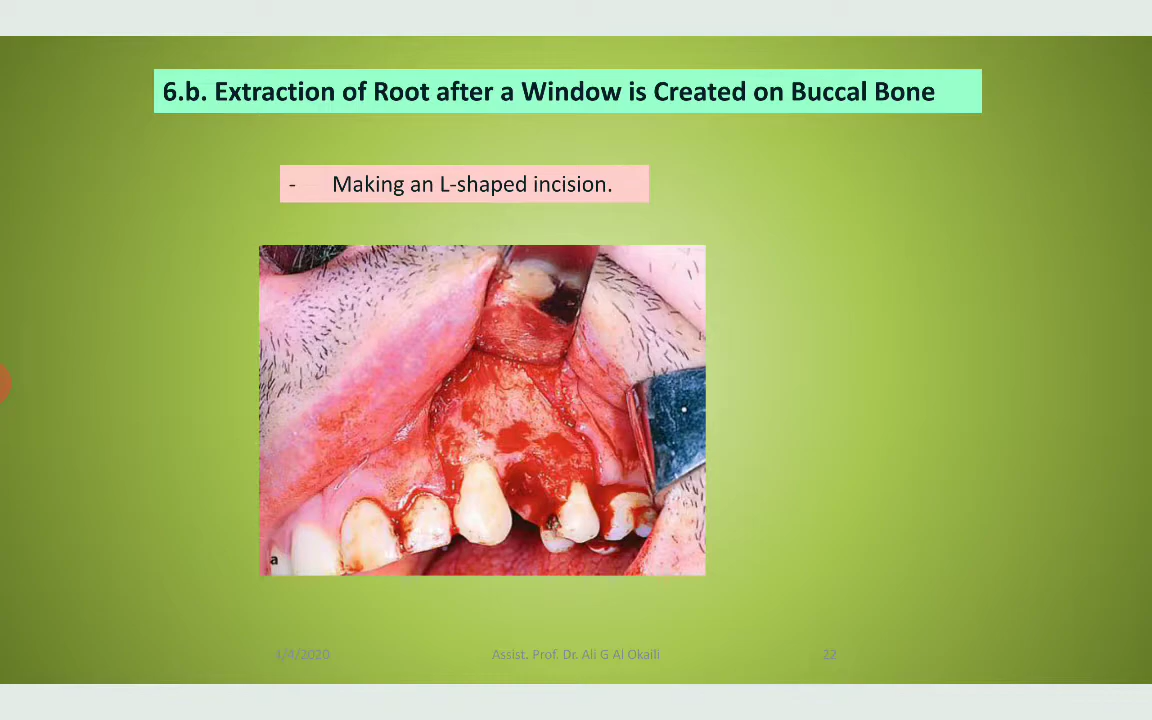 6.b. Extraction of Root after a Window is Created on Buccal Bone
- Making an L-shaped incision.
a
1/4/2020 Assist. Prof. Dr. Ali G Al Okaili 22